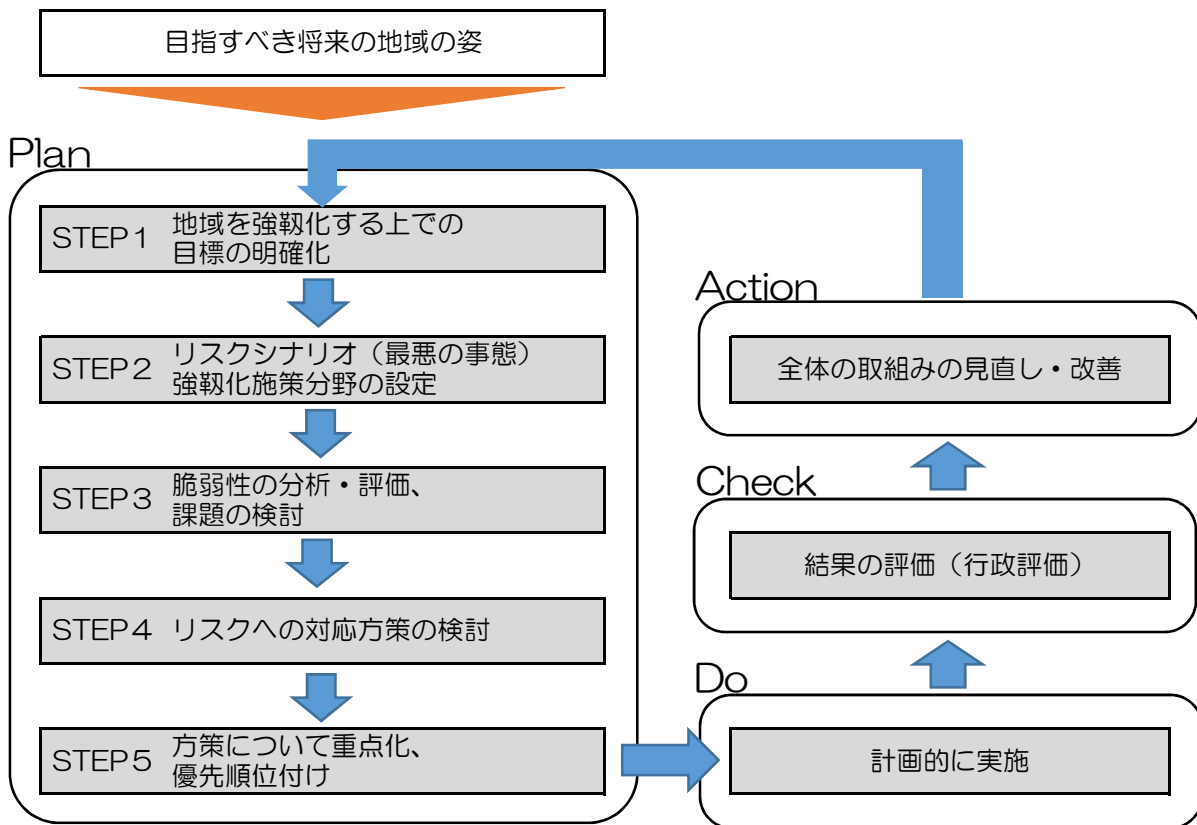 目指すべき将来の地域の姿
Plan
STEP１ 地域を強靱化する上での
目標の明確化
STEP２ リスクシナリオ（最悪の事態）
強靱化施策分野の設定
STEP３ 脆弱性の分析・評価、
課題の検討
STEP４ リスクへの対応方策の検討
STEP５ 方策について重点化、
優先順位付け
Do
計画的に実施
Check
結果の評価（行政評価）
Action
全体の取組みの見直し・改善